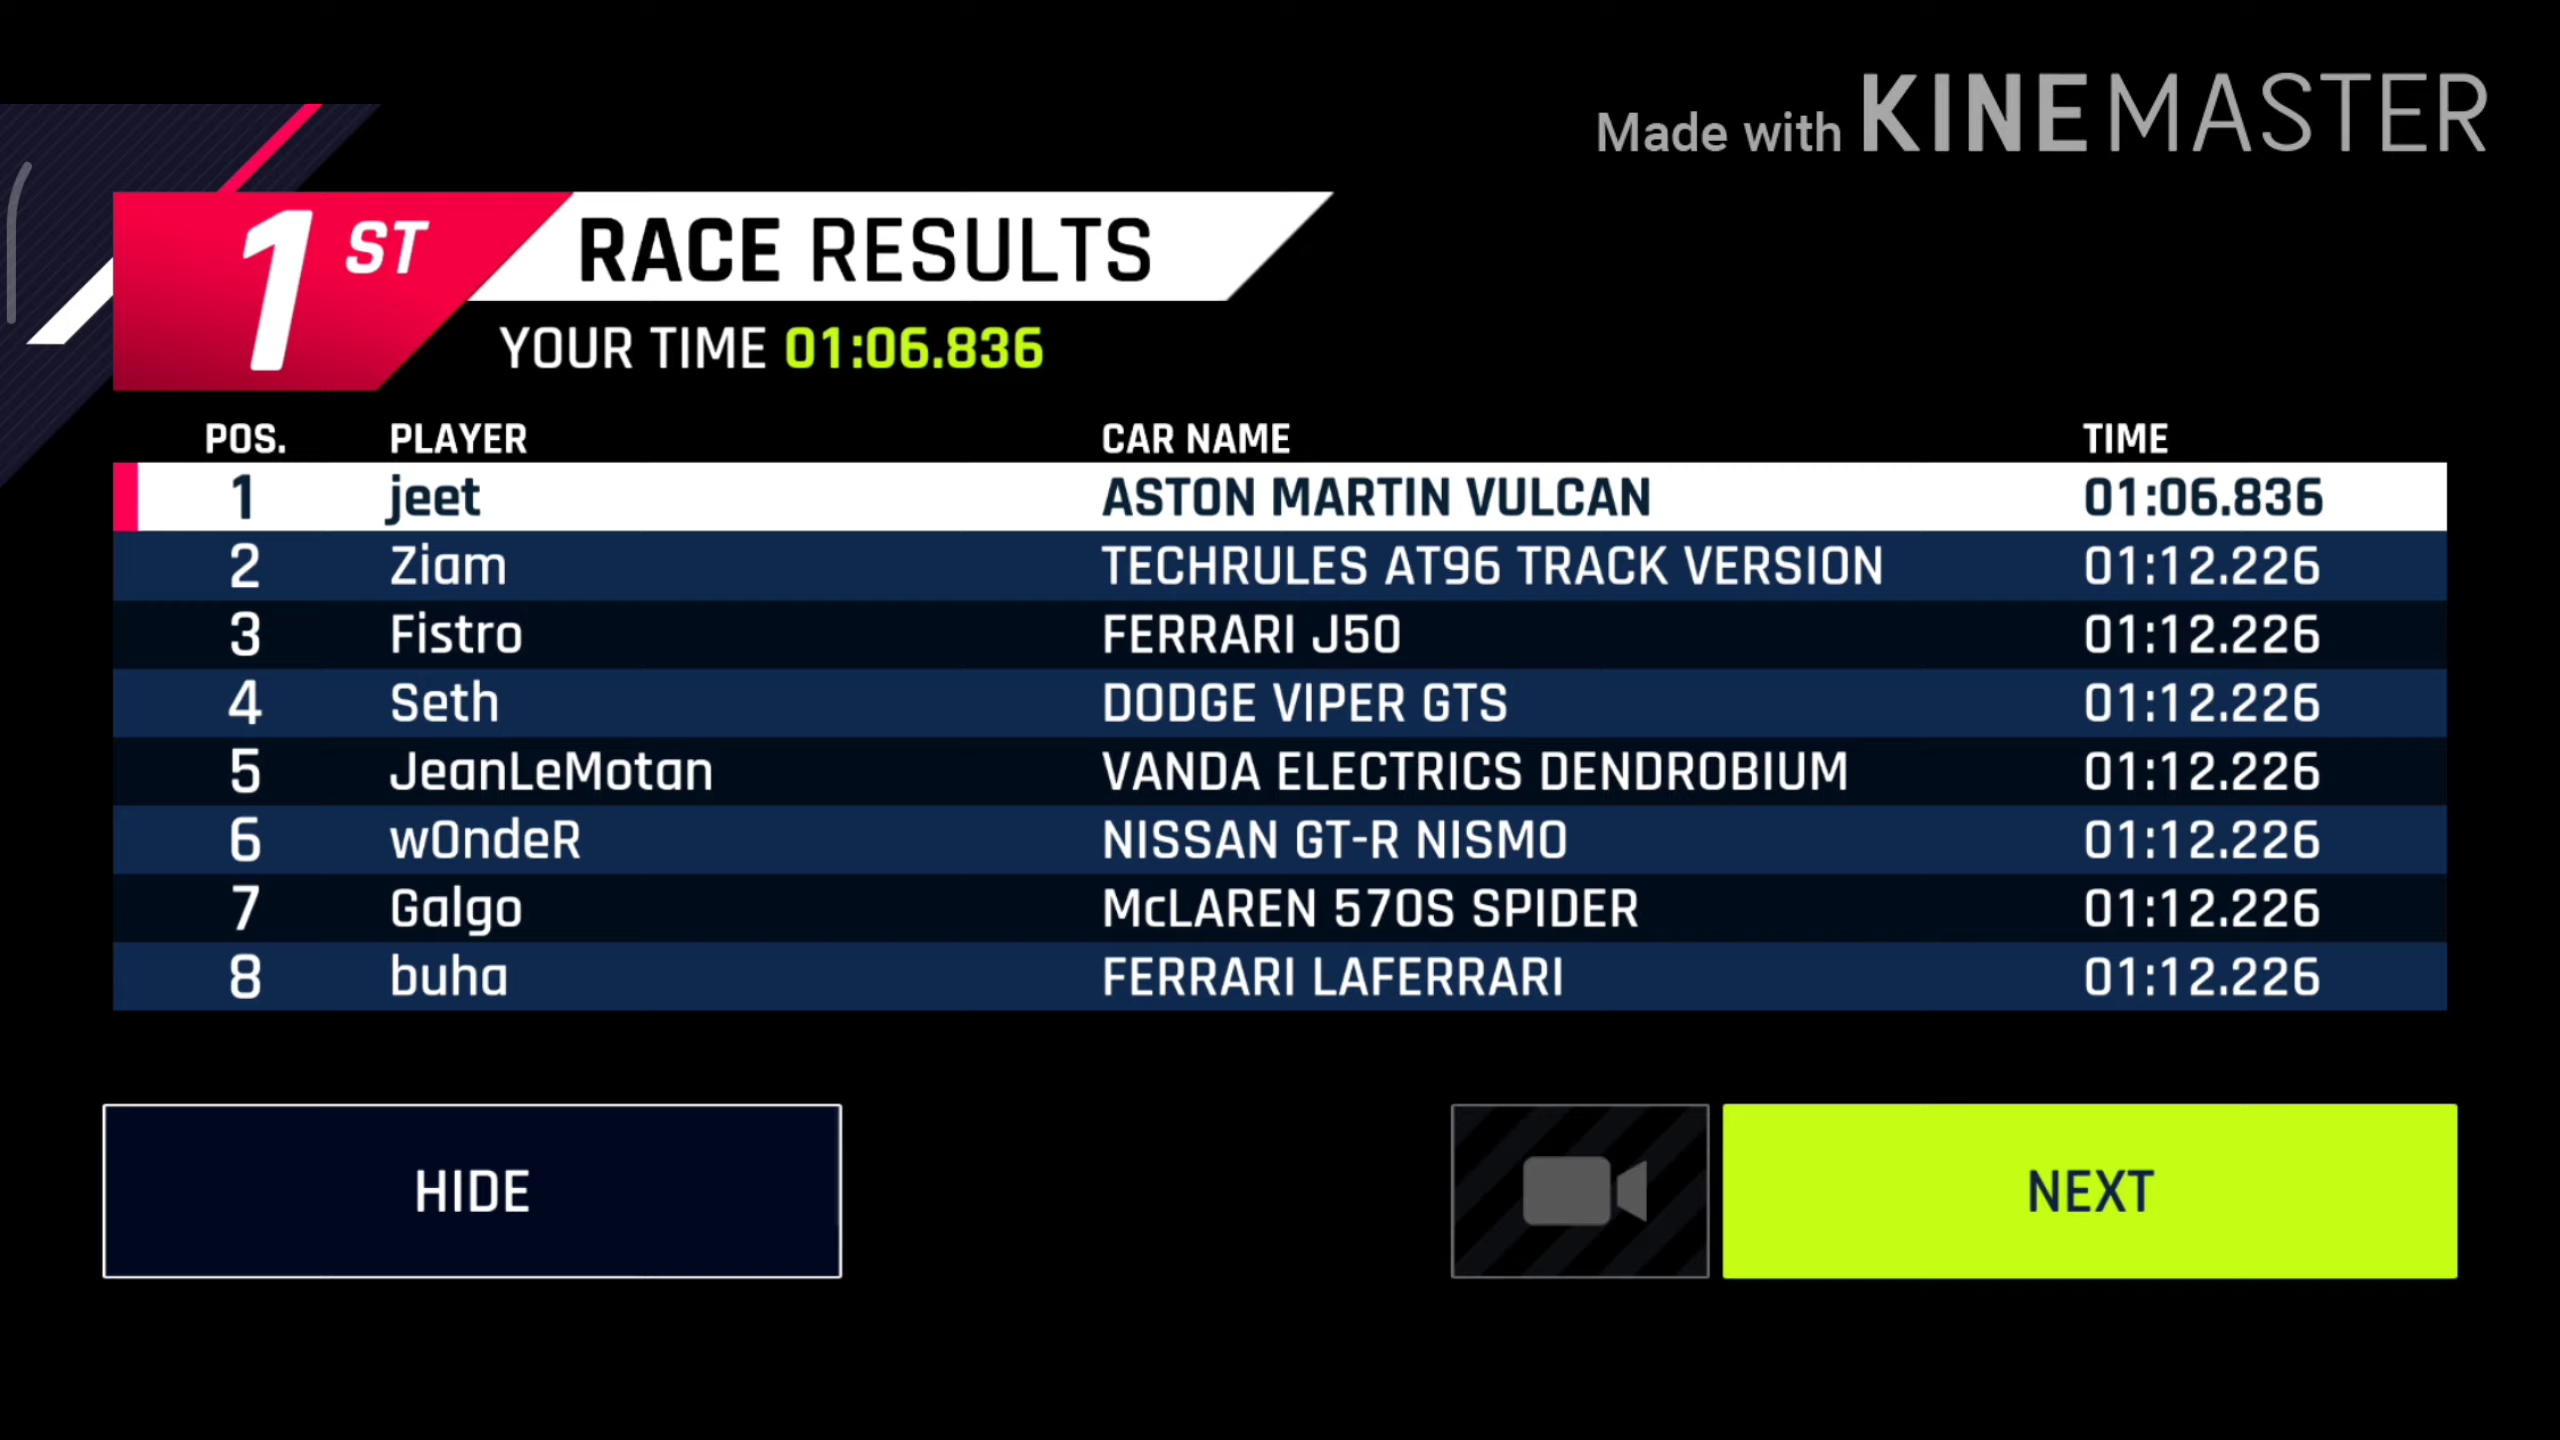 Made with KINEMASTER
1ST RACE RESULTS
YOUR TIME 01:06.836
POS. PLAYER CAR NAME TIME
1 jeet ASTON MARTIN VULCAN 01:06.836
2 Ziam TECHRULES AT96 TRACK VERSION 01:12.226
3 Fistro FERRARI J50 01:12.226
4 Seth DODGE VIPER GTS 01:12.226
5 JeanLeMotan VANDA ELECTRICS DENDROBIUM 01:12.226
6 w0ndeR NISSAN GT-R NISMO 01:12.226
7 Galgo McLAREN 570S SPIDER 01:12.226
8 buha FERRARI LAFERRARI 01:12.226
HIDE NEXT